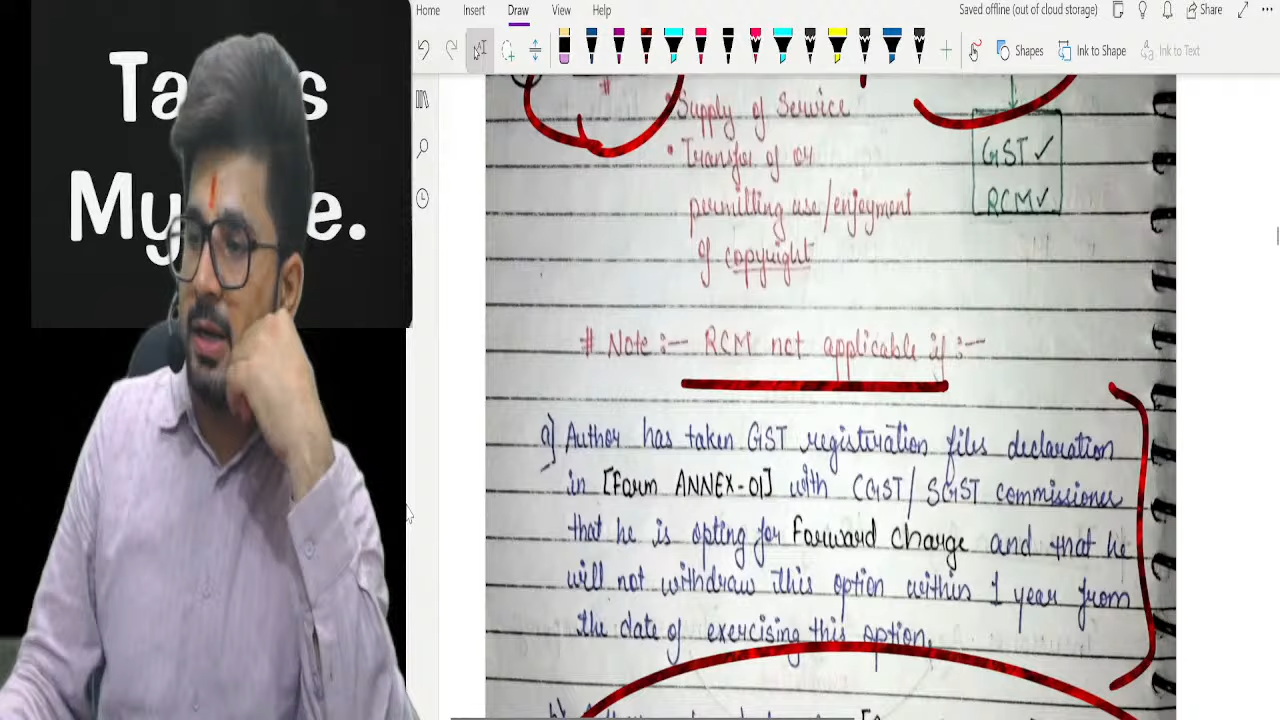 Home Insert Draw View Help
Saved offline (out of cloud storage)
Share
Shapes
Ink to Shape
Ink to Text
Ta s
My e.
#
• Supply of Service
• Transfer of or
permitting use/enjoyment
of copyright
GST ✓
RCM ✓
# Note :— RCM not applicable if :—
a] Author has taken GST registration files declaration
in [Form ANNEX-01] with CGST/SGST commissioner
that he is opting for Forward charge and that he
will not withdraw this option within 1 year from
the date of exercising this option.